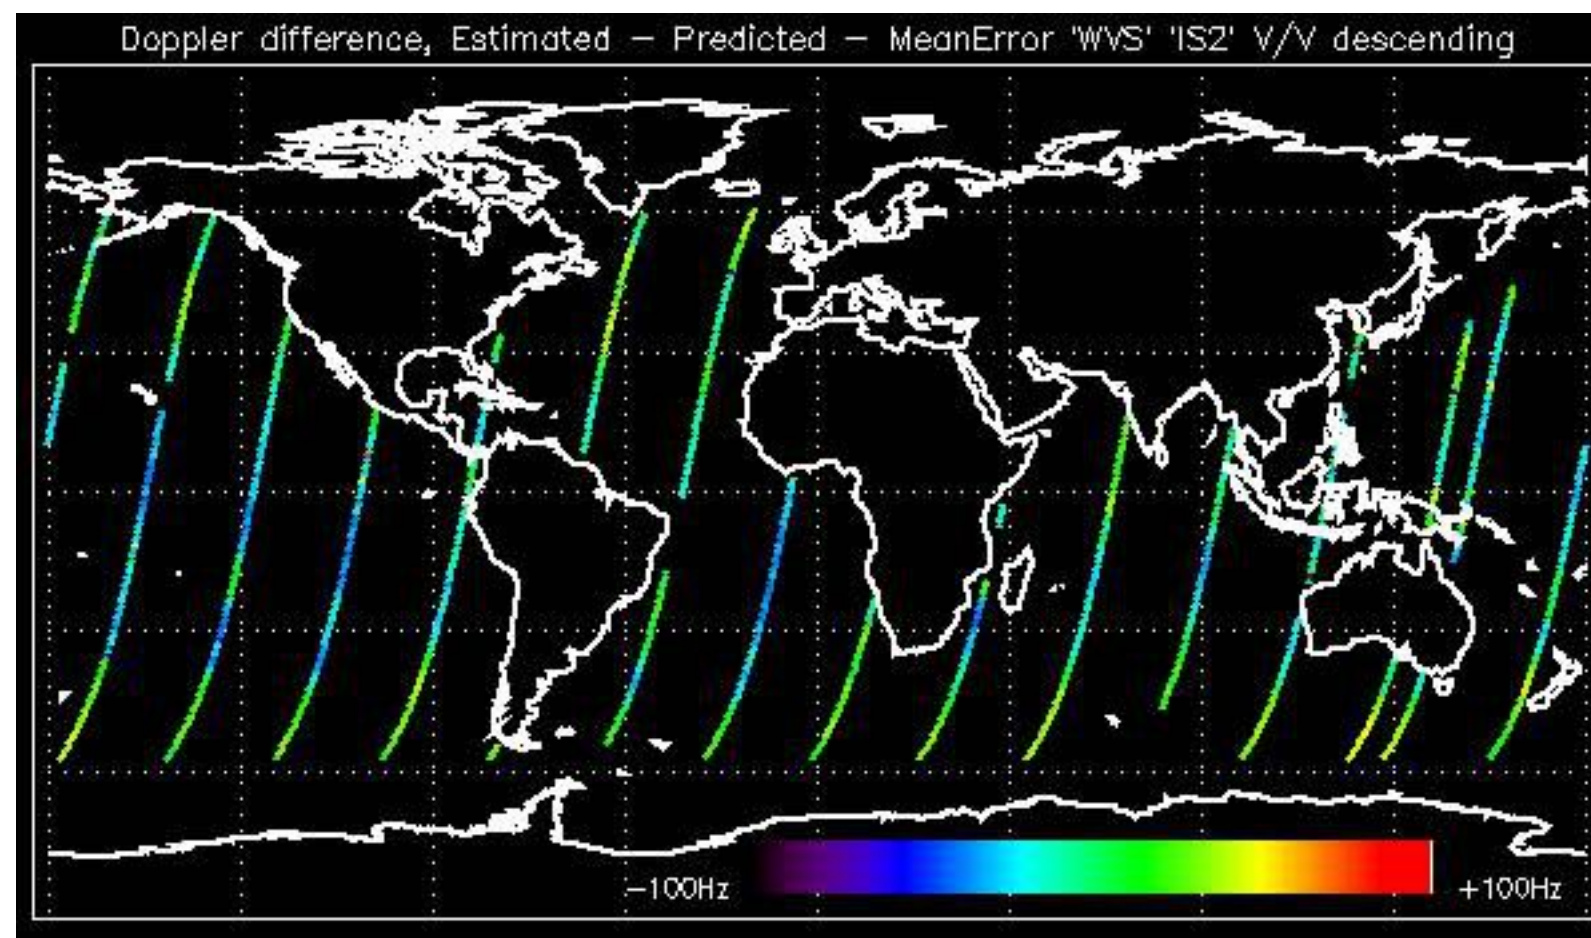 Doppler difference, Estimated – Predicted – MeanError 'WVS' 'IS2' V/V descending
–100Hz
+100Hz